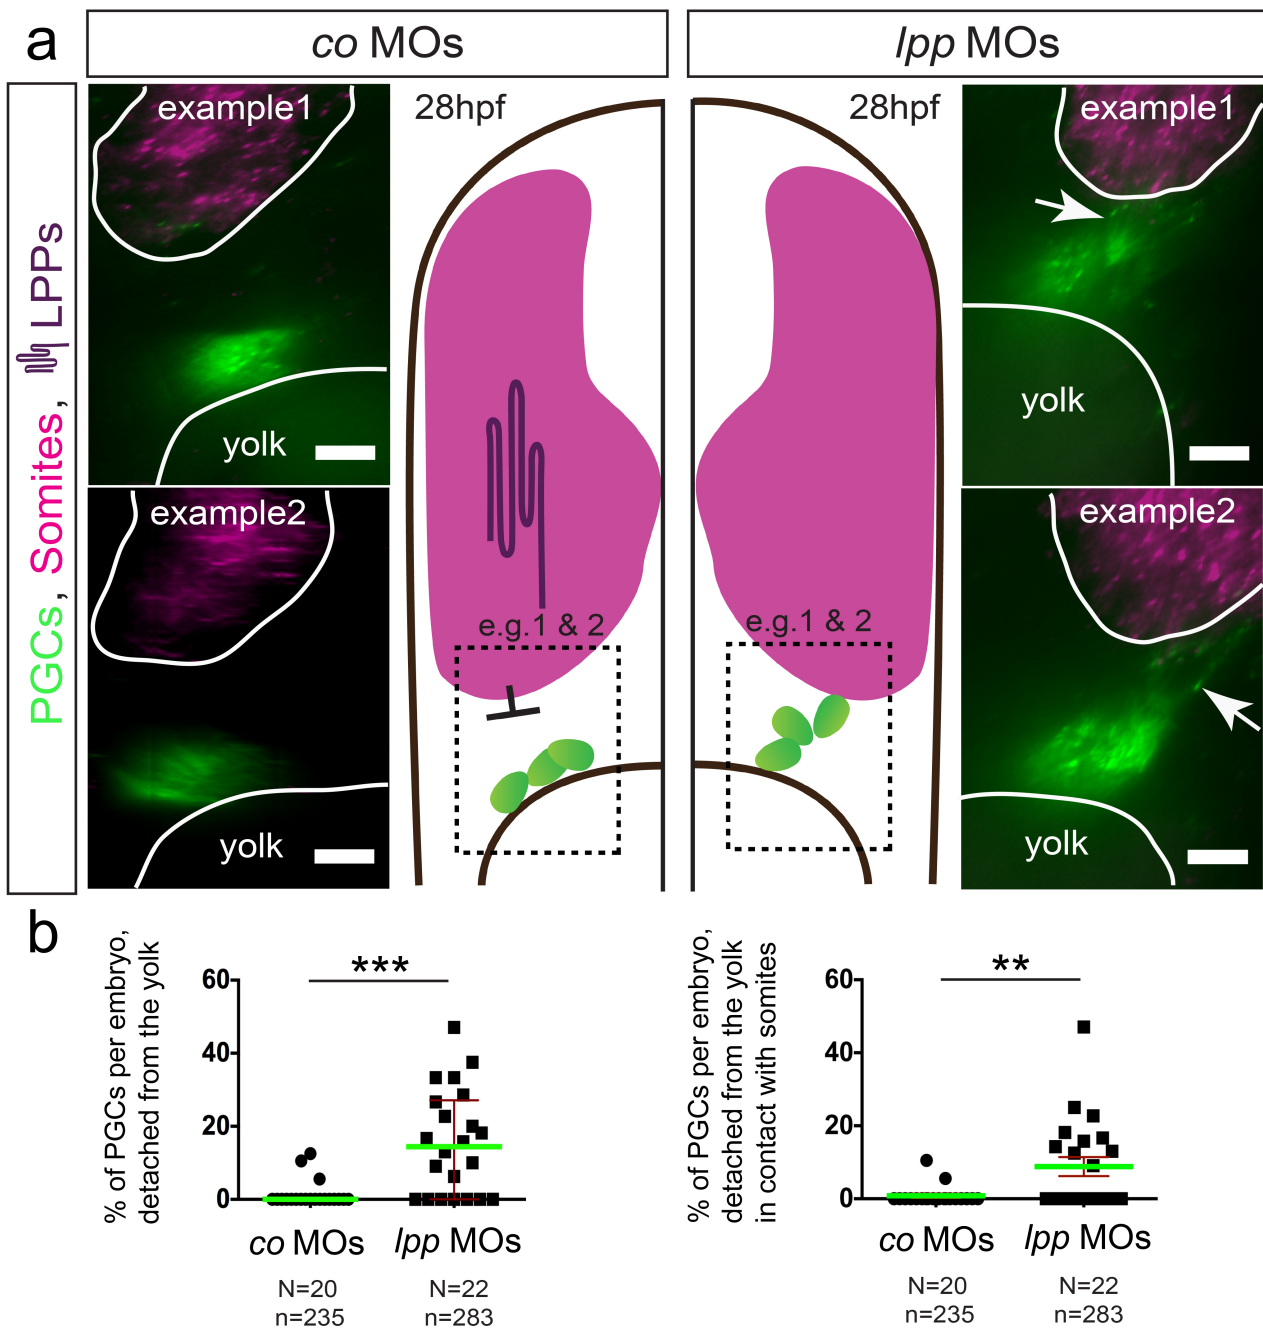 a
co MOs
lpp MOs
PGCs, Somites, LPPs
example1
yolk
example2
yolk
28hpf
e.g.1 & 2
28hpf
e.g.1 & 2
example1
yolk
example2
yolk
b
% of PGCs per embryo,
detached from the yolk
60
40
20
0
***
co MOs
lpp MOs
N=20
n=235
N=22
n=283
% of PGCs per embryo,
detached from the yolk
in contact with somites
60
40
20
0
**
co MOs
lpp MOs
N=20
n=235
N=22
n=283